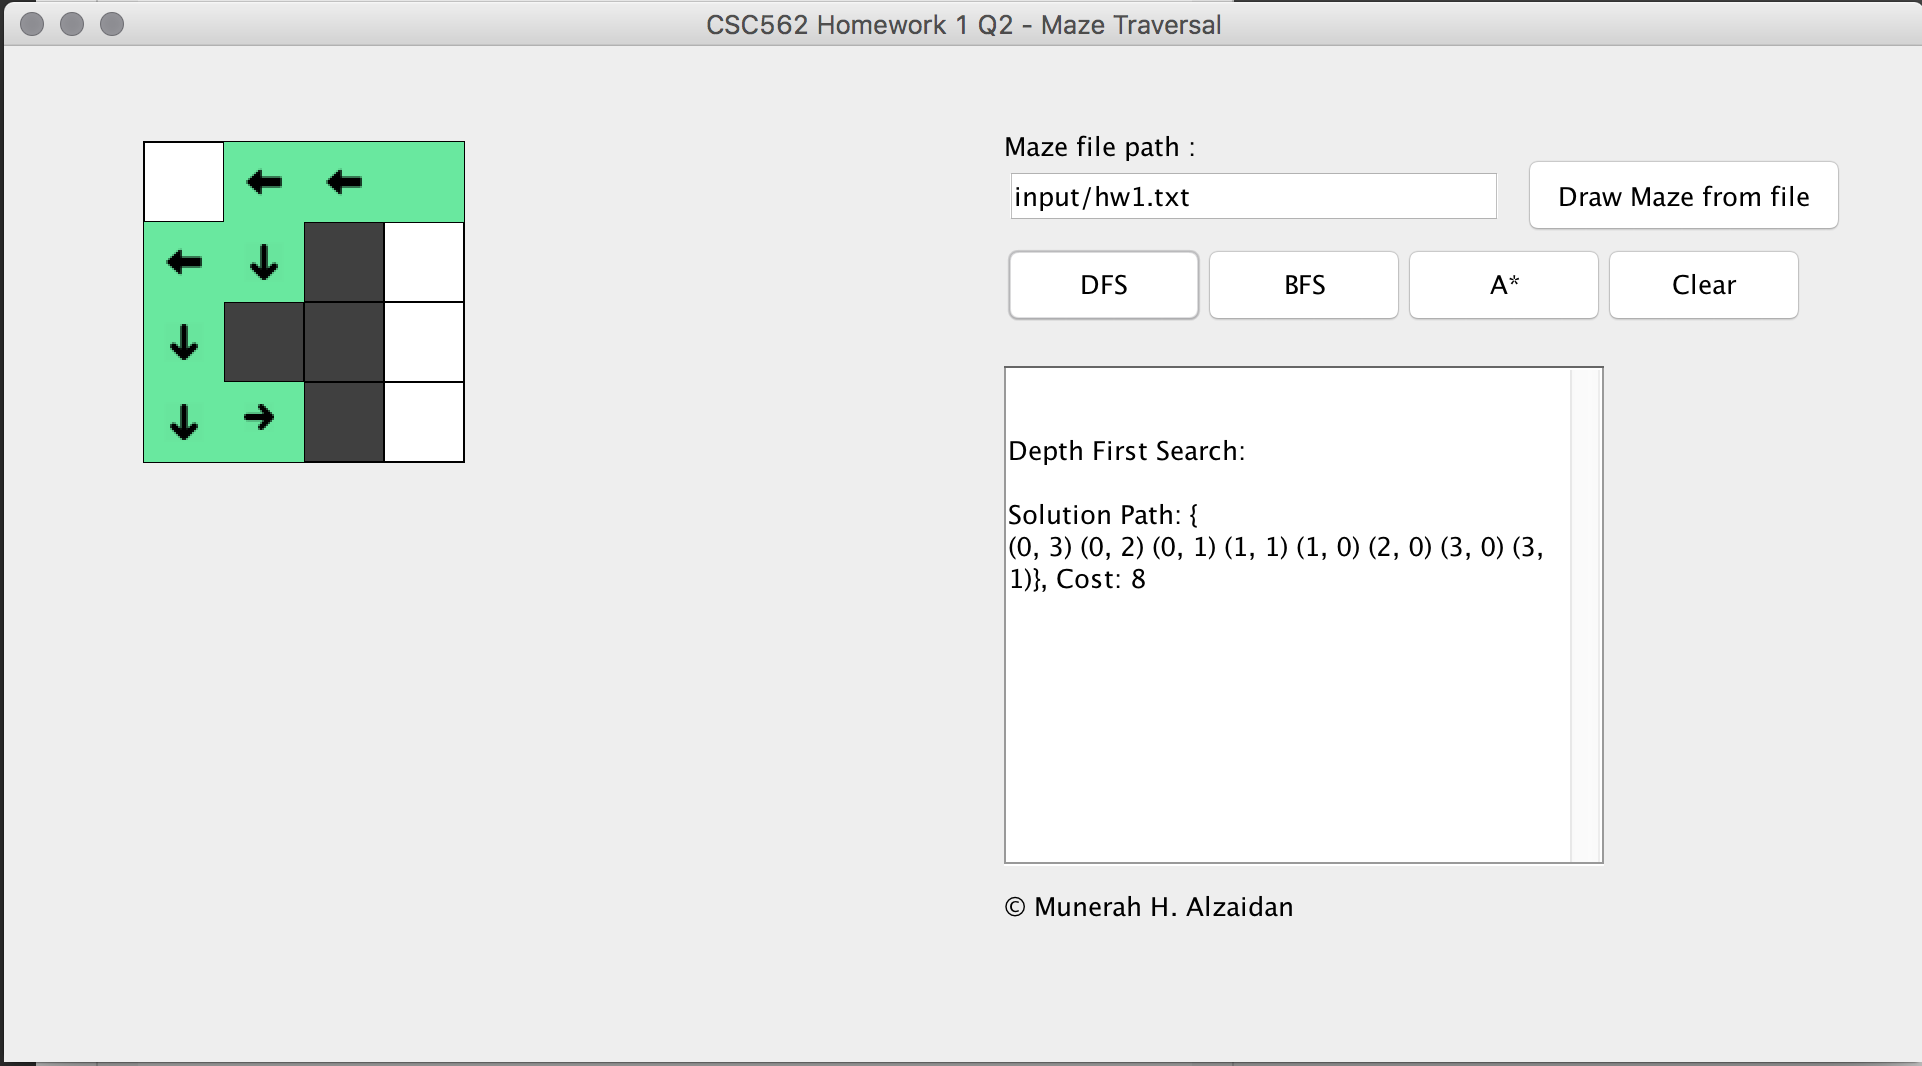 CSC562 Homework 1 Q2 - Maze Traversal
Maze file path :
input/hw1.txt
Draw Maze from file
DFS
BFS
A*
Clear
Depth First Search:
Solution Path: {
(0, 3) (0, 2) (0, 1) (1, 1) (1, 0) (2, 0) (3, 0) (3,
1)}, Cost: 8
© Munerah H. Alzaidan